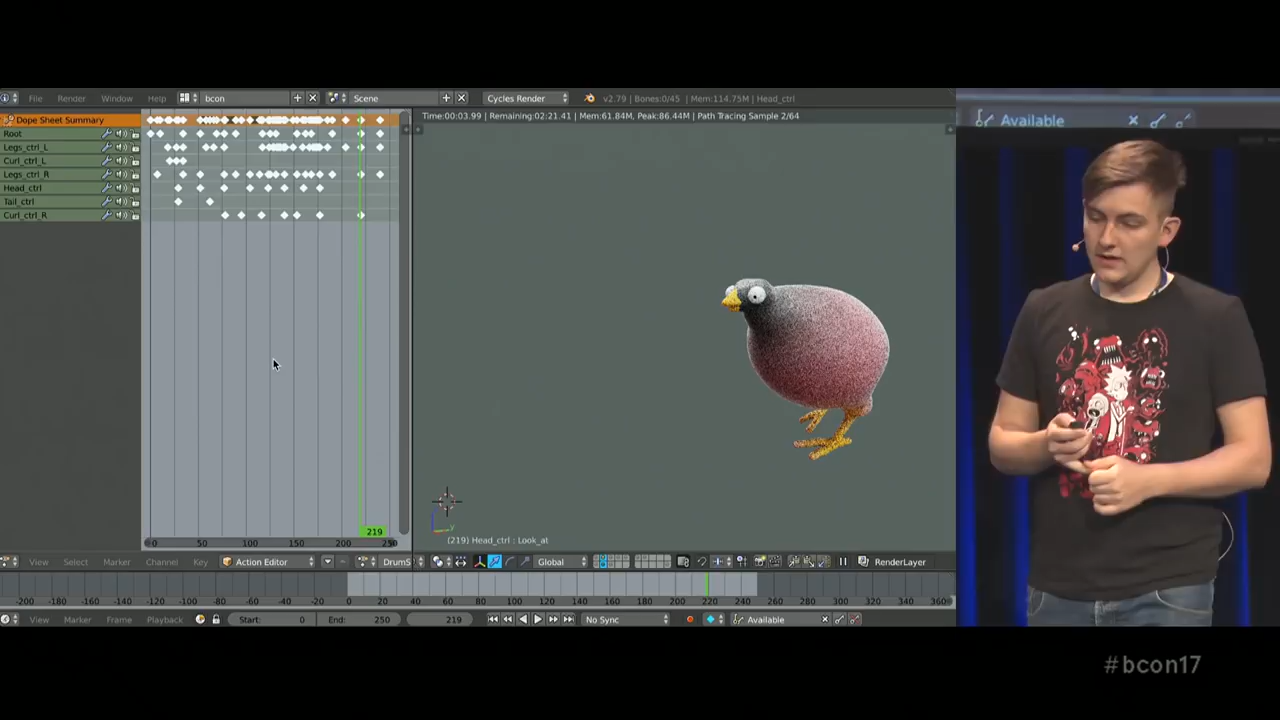 File Render Window Help bcon Scene Cycles Render v2.79 | Bones:0/45 | Mem:114.75M | Head_ctrl
Time:00:03.99 | Remaining:02:21.41 | Mem:61.84M, Peak:86.44M | Path Tracing Sample 2/64
Available
Dope Sheet Summary
Root
Legs_ctrl_L
Curl_ctrl_L
Legs_ctrl_R
Head_ctrl
Tail_ctrl
Curl_ctrl_R
219
0 50 100 150 200 250
y
(219) Head_ctrl : Look_at
View Select Marker Channel Key Action Editor DrumS Global RenderLayer
-200 -180 -160 -140 -120 -100 -80 -60 -40 -20 0 20 40 60 80 100 120 140 160 180 200 220 240 260 280 300 320 340 360
View Marker Frame Playback Start: 0 End: 250 219 No Sync Available
#bcon17